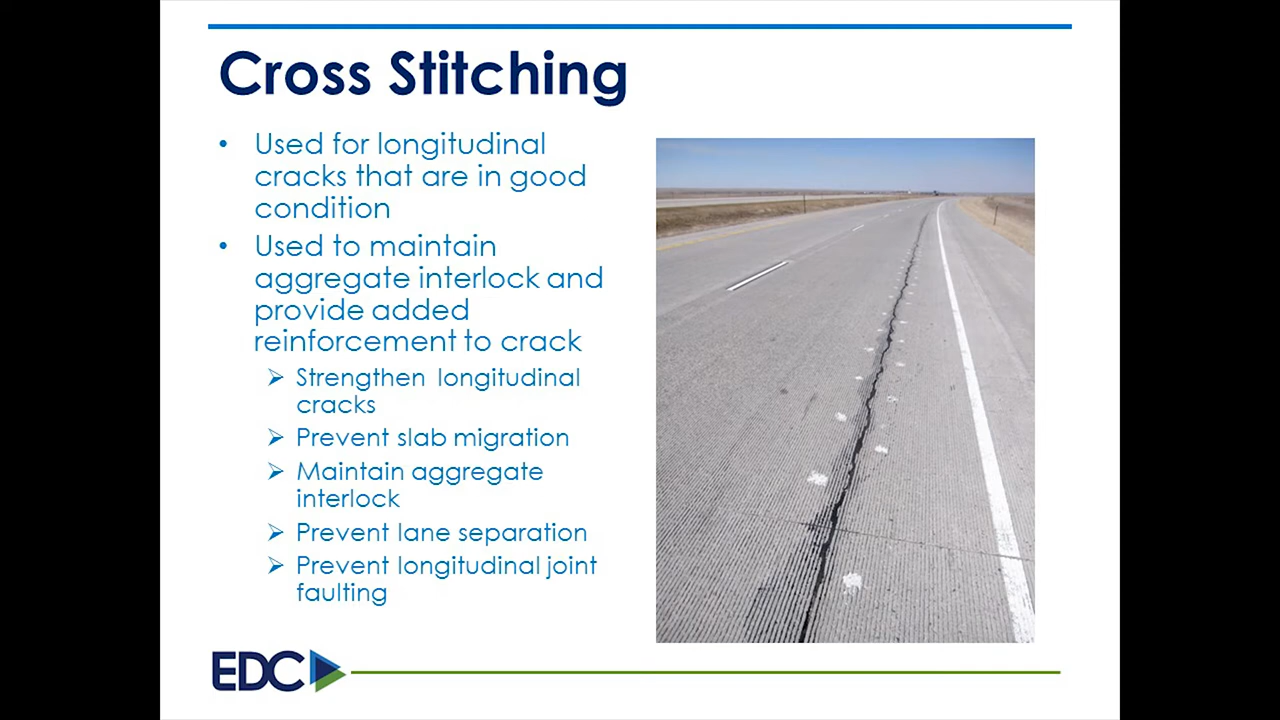 Cross Stitching
• Used for longitudinal
cracks that are in good
condition
• Used to maintain
aggregate interlock and
provide added
reinforcement to crack
➢ Strengthen longitudinal
cracks
➢ Prevent slab migration
➢ Maintain aggregate
interlock
➢ Prevent lane separation
➢ Prevent longitudinal joint
faulting
EDC